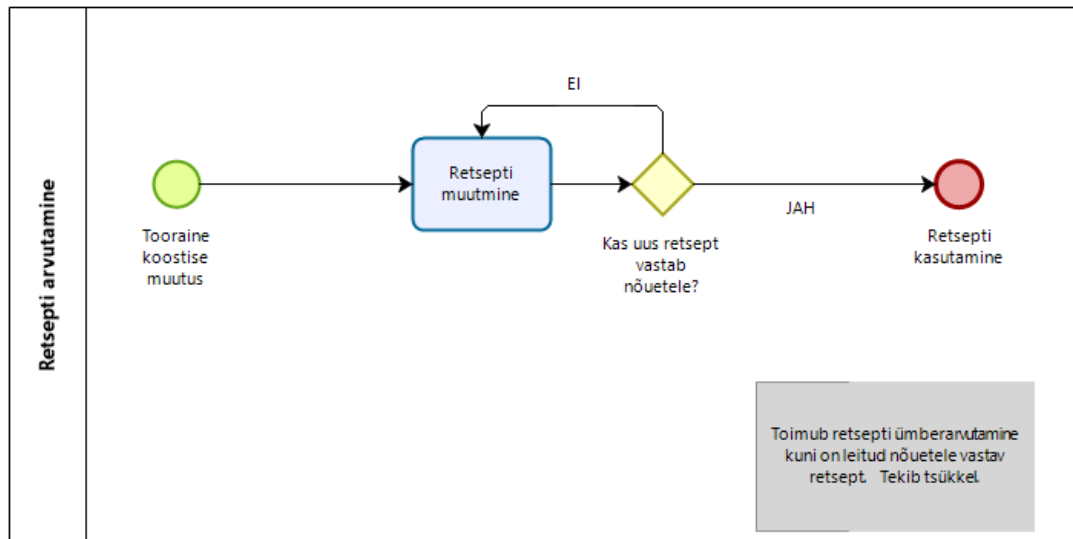 Retsepti arvutamine
EI
Tooraine
koostise
muutus
Retsepti
muutmine
Kas uus retsept
vastab
nõuetele?
JAH
Retsepti
kasutamine
Toimub retsepti ümberarvutamine
kuni on leitud nõuetele vastav
retsept. Tekib tsükkel.